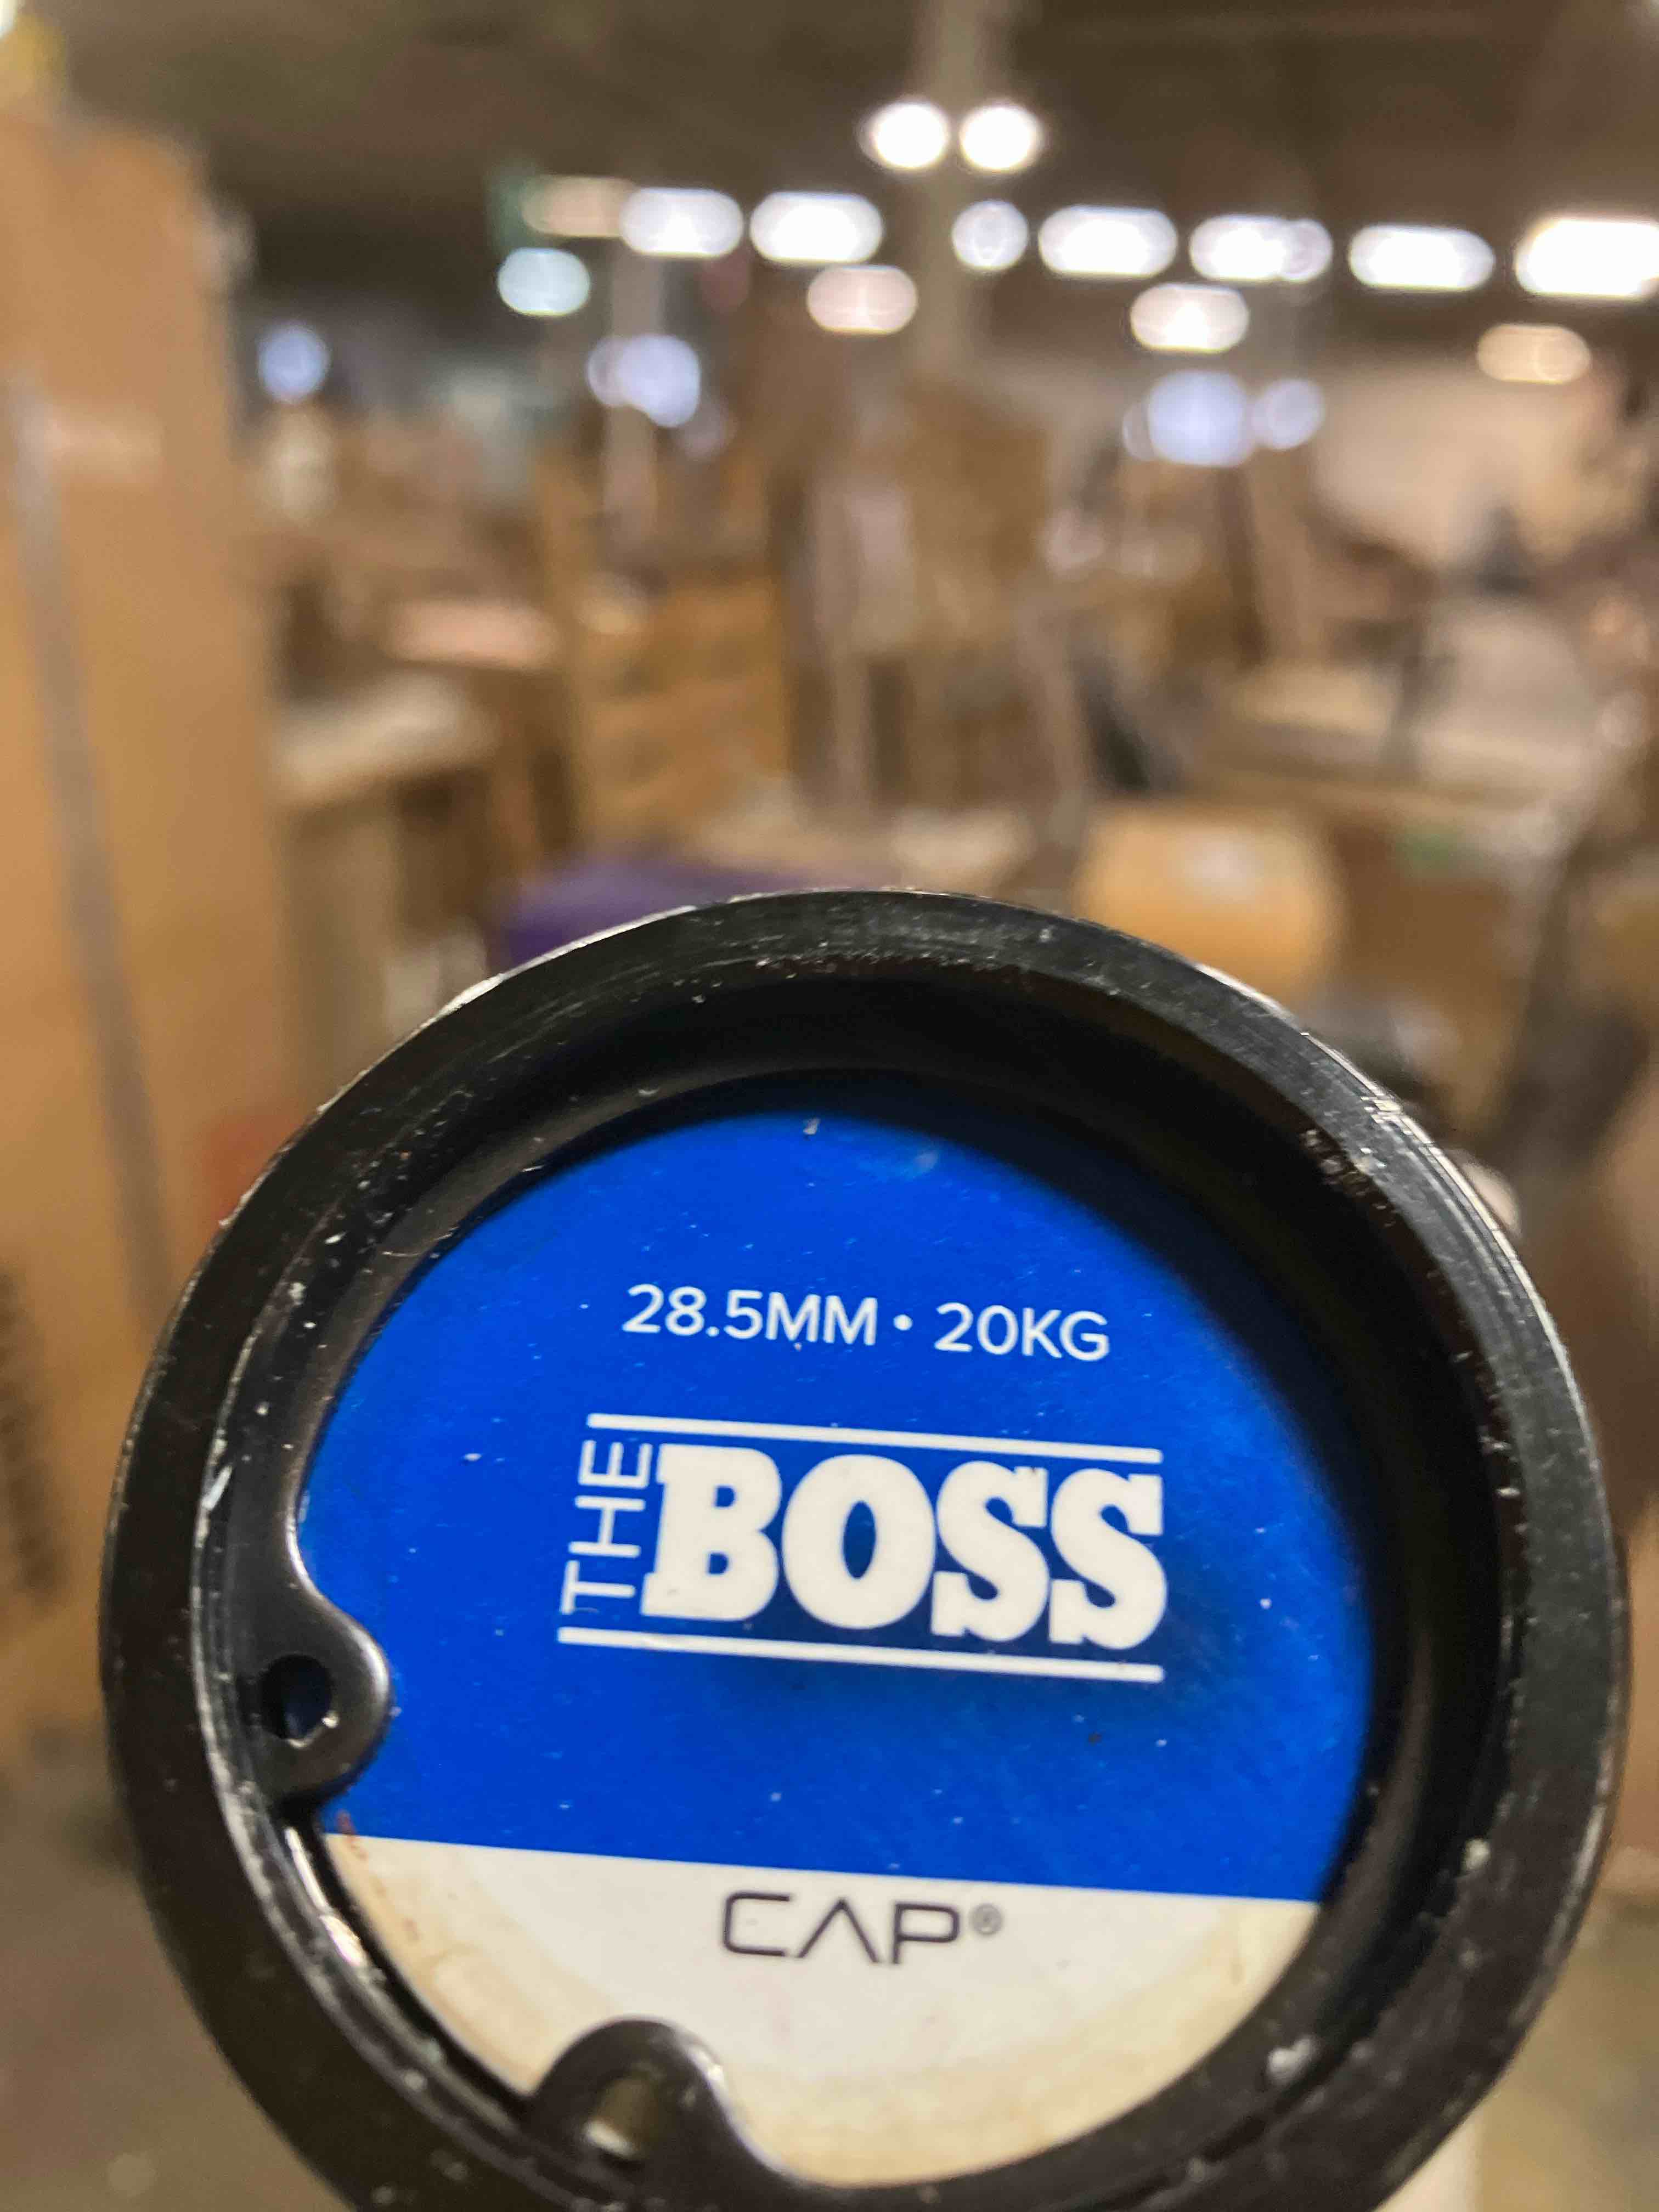 28.5MM • 20KG
THE BOSS
CAP®